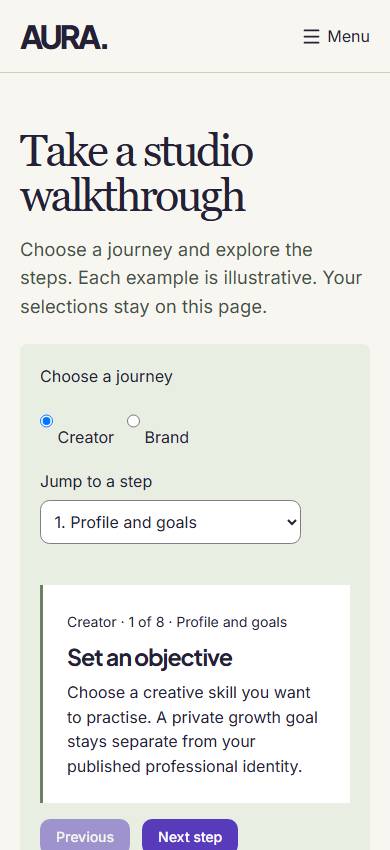 AURA.
Menu
Take a studio
walkthrough
Choose a journey and explore the
steps. Each example is illustrative. Your
selections stay on this page.
Choose a journey
Creator Brand
Jump to a step
1. Profile and goals
Creator · 1 of 8 · Profile and goals
Set an objective
Choose a creative skill you want
to practise. A private growth goal
stays separate from your
published professional identity.
Previous Next step